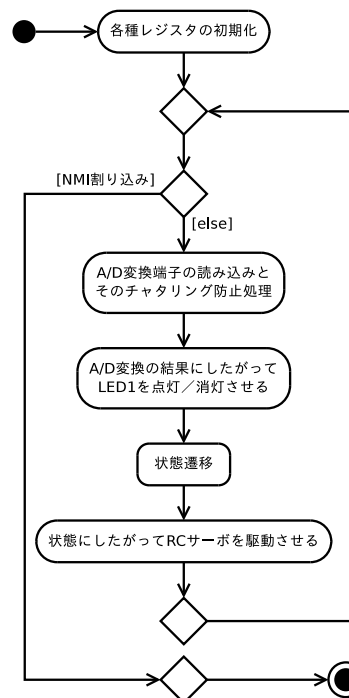 各種レジスタの初期化
[NMI割り込み]
[else]
A/D変換端子の読み込みと
そのチャタリング防止処理
A/D変換の結果にしたがって
LED1を点灯／消灯させる
状態遷移
状態にしたがってRCサーボを駆動させる